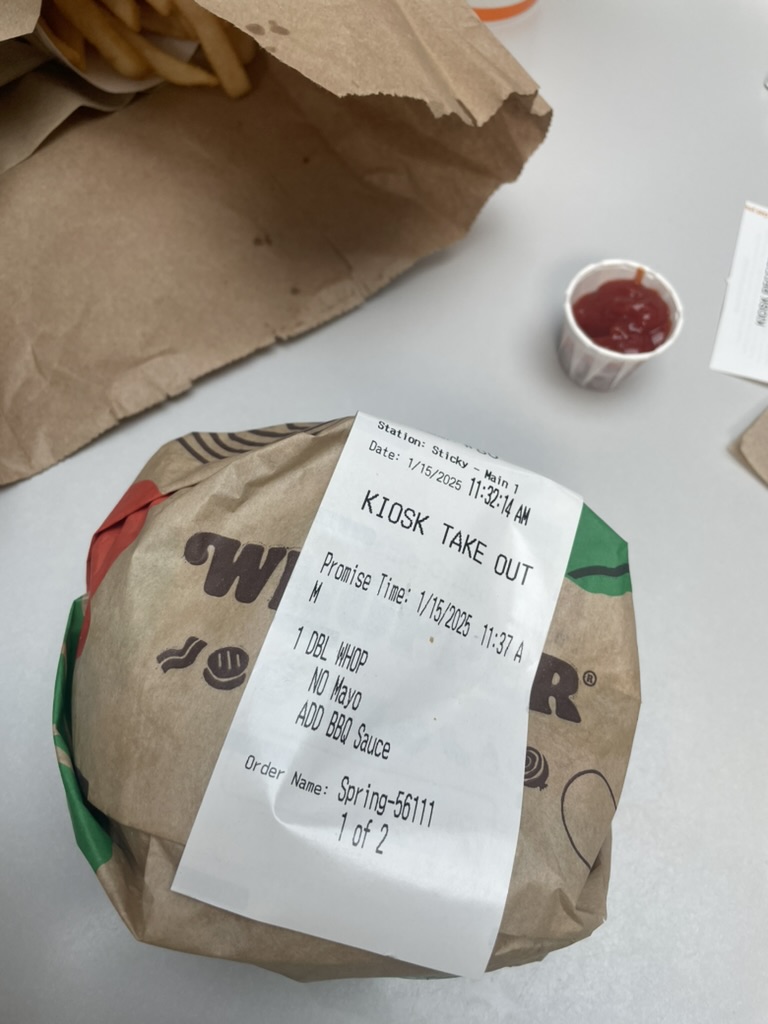 Station: Sticky - Main 1
Date: 1/15/2025 11:32:14 AM
KIOSK TAKE OUT
Promise Time: 1/15/2025 11:37 A
M
1 DBL WHOP
NO Mayo
ADD BBQ Sauce
Order Name: Spring-56111
1 of 2
W
R®